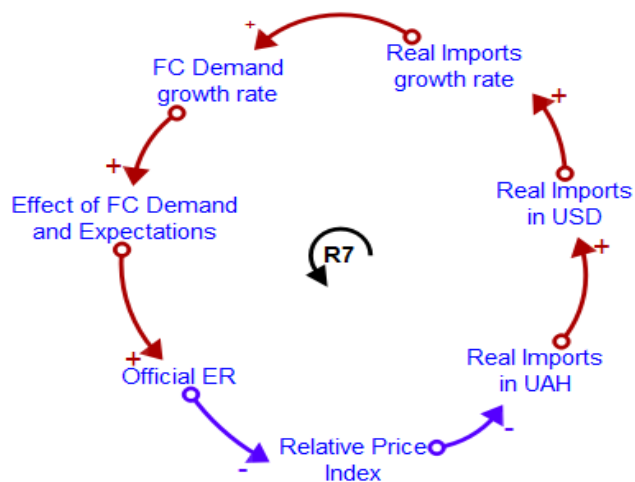 +
FC Demand
growth rate
Real Imports
growth rate
+
+
Effect of FC Demand
and Expectations
Real Imports
in USD
R7
+
+
Official ER
Real Imports
in UAH
-
-
Relative Price
Index